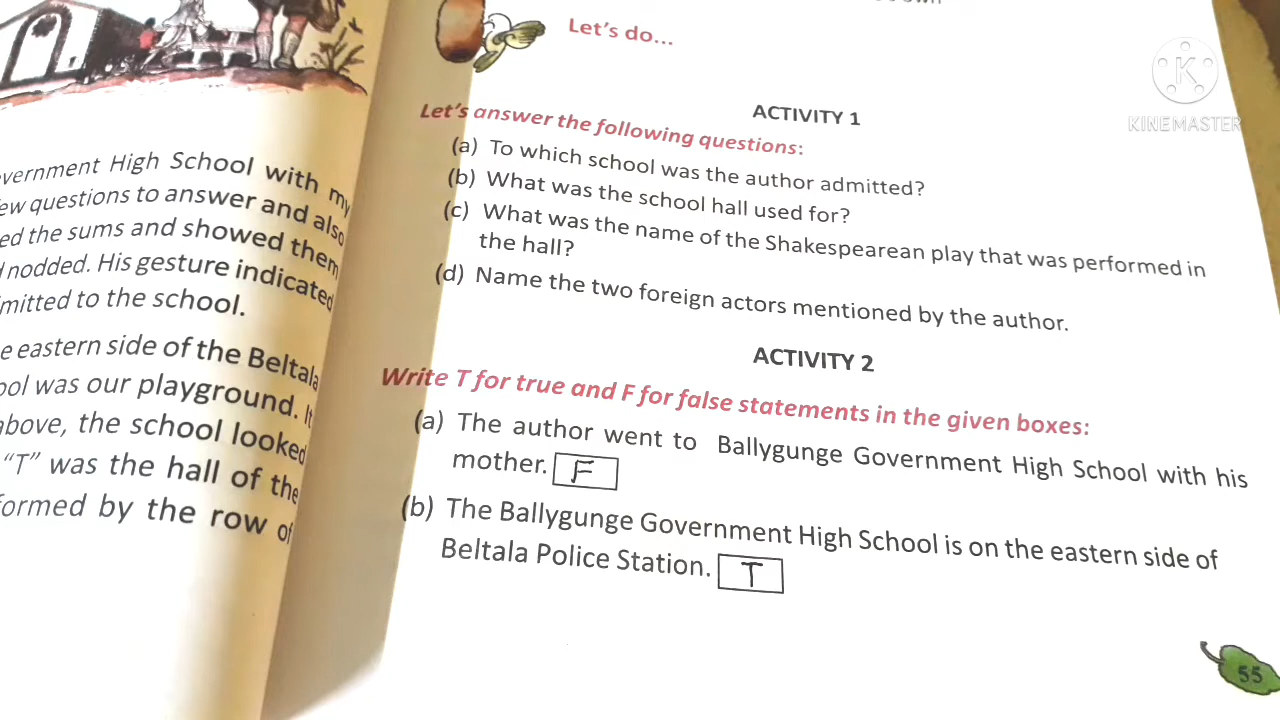 Let's do...
KINEMASTER
ACTIVITY 1
Let's answer the following questions:
(a) To which school was the author admitted?
(b) What was the school hall used for?
(c) What was the name of the Shakespearean play that was performed in
the hall?
(d) Name the two foreign actors mentioned by the author.
ACTIVITY 2
Write T for true and F for false statements in the given boxes:
(a) The author went to Ballygunge Government High School with his
mother. F
(b) The Ballygunge Government High School is on the eastern side of
Beltala Police Station. T
55
High School with my
questions to answer and also
the sums and showed them
nodded. His gesture indicated
to the school.
eastern side of the Beltala
was our playground. It
above, the school looked
"T" was the hall of the
by the row of